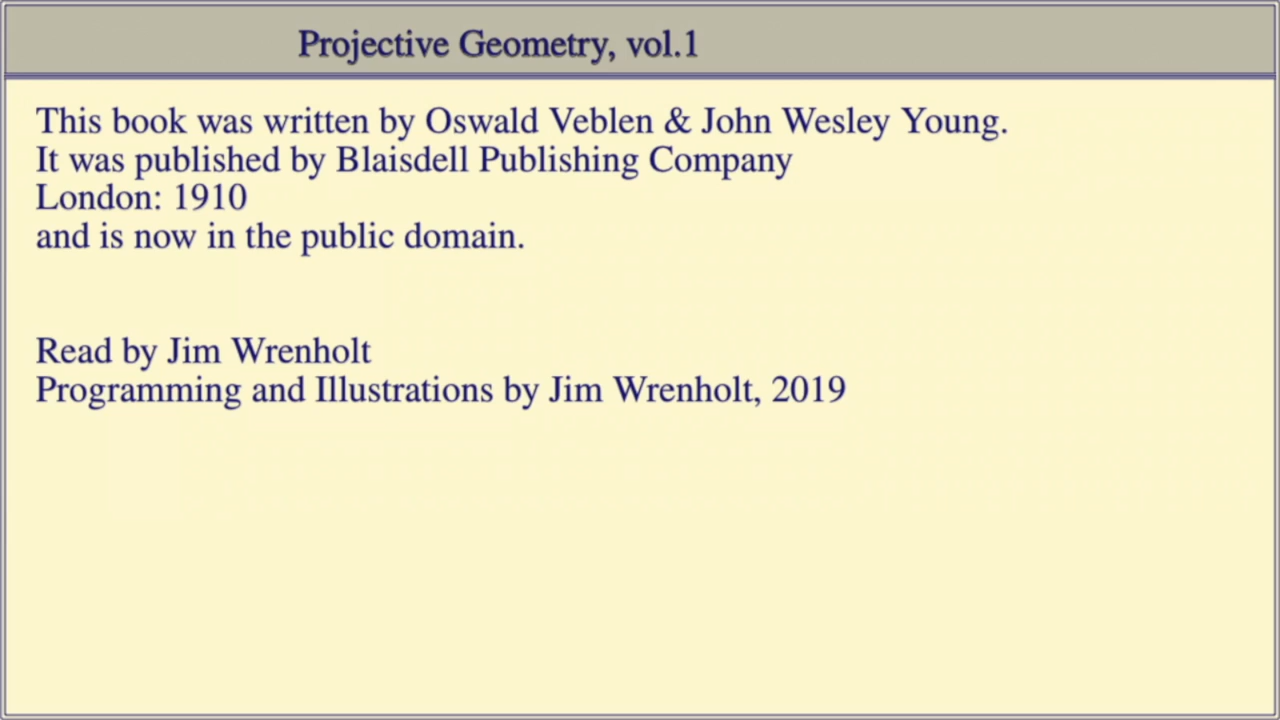 Projective Geometry, vol.1
This book was written by Oswald Veblen & John Wesley Young.
It was published by Blaisdell Publishing Company
London: 1910
and is now in the public domain.
Read by Jim Wrenholt
Programming and Illustrations by Jim Wrenholt, 2019